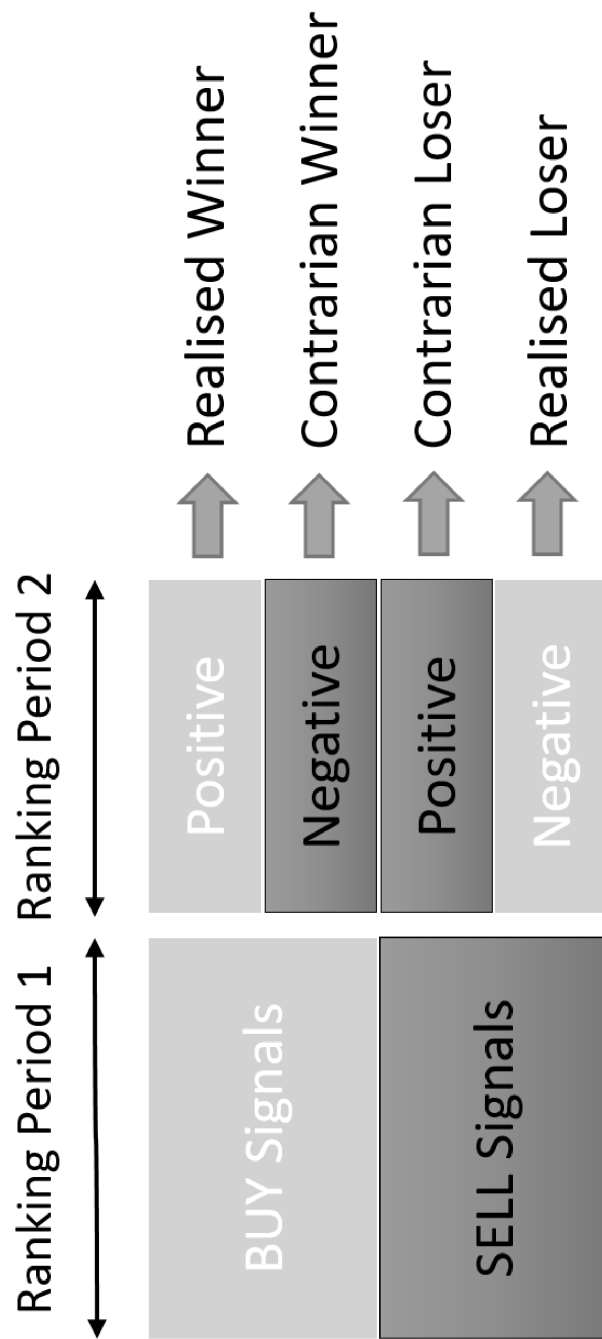 Ranking Period 1
Ranking Period 2
BUY Signals
Positive
Realised Winner
Negative
Contrarian Winner
SELL Signals
Positive
Contrarian Loser
Negative
Realised Loser